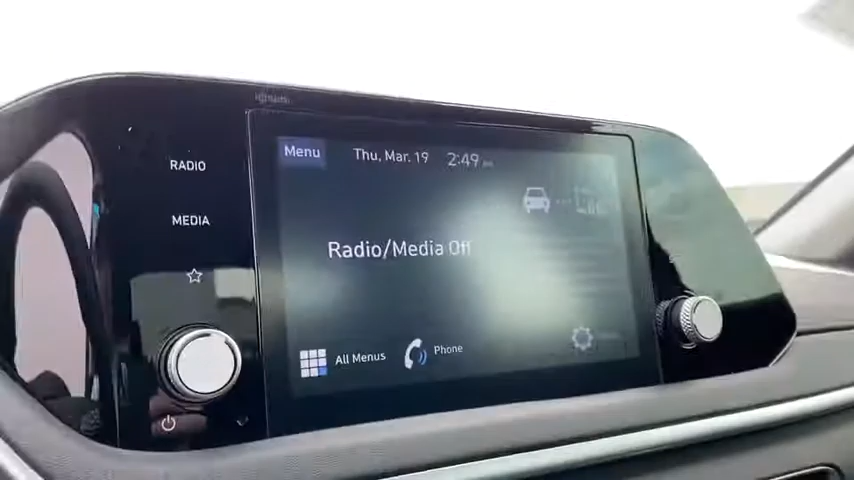 RADIO
MEDIA
Menu
Thu, Mar. 19
2:49
Radio/Media Off
All Menus
Phone